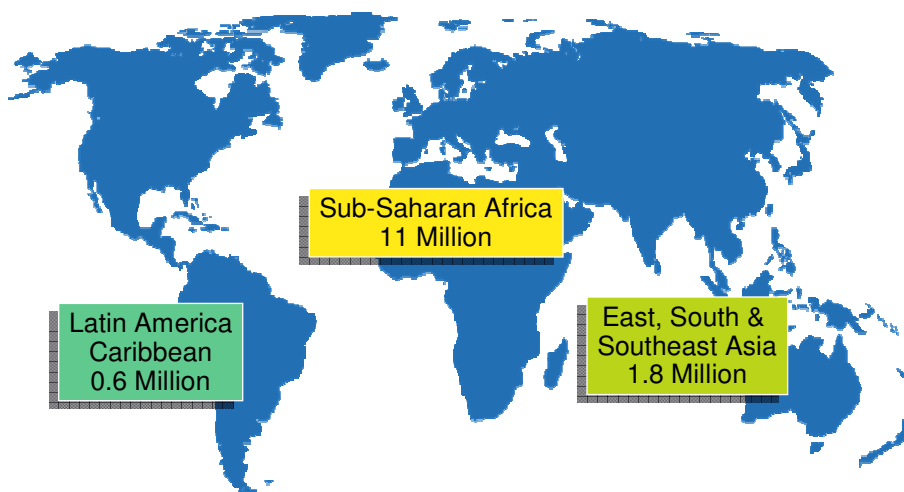 Sub-Saharan Africa
11 Million
Latin America
Caribbean
0.6 Million
East, South &
Southeast Asia
1.8 Million